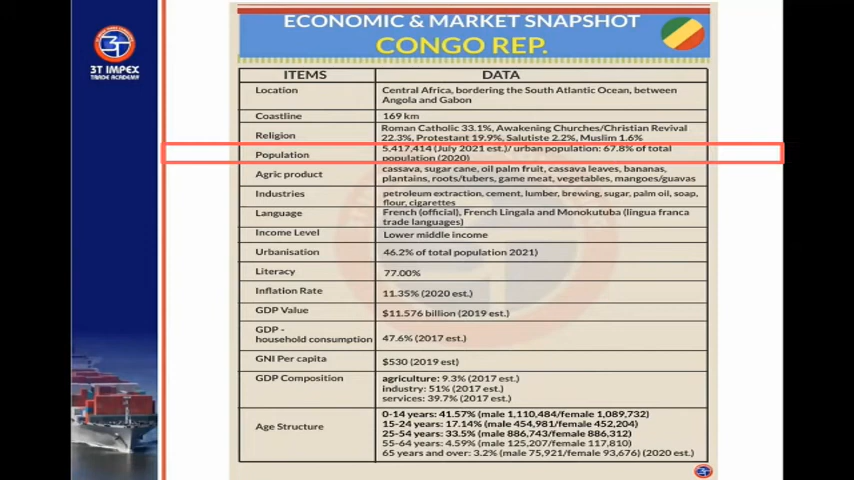 3T IMPEX
TRADE ACADEMY
ECONOMIC & MARKET SNAPSHOT
CONGO REP.
ITEMS DATA
Location Central Africa, bordering the South Atlantic Ocean, between
Angola and Gabon
Coastline 169 km
Religion Roman Catholic 33.1%, Awakening Churches/Christian Revival
22.3%, Protestant 19.9%, Salutiste 2.2%, Muslim 1.6%
Population 5,417,414 (July 2021 est.)/ urban population: 67.8% of total
population (2020)
Agric product cassava, sugar cane, oil palm fruit, cassava leaves, bananas,
plantains, roots/tubers, game meat, vegetables, mangoes/guavas
Industries petroleum extraction, cement, lumber, brewing, sugar, palm oil, soap,
flour, cigarettes
Language French (official), French Lingala and Monokutuba (lingua franca
trade languages)
Income Level Lower middle income
Urbanisation 46.2% of total population 2021)
Literacy 77.00%
Inflation Rate 11.35% (2020 est.)
GDP Value $11.576 billion (2019 est.)
GDP -
household consumption 47.6% (2017 est.)
GNI Per capita $530 (2019 est)
GDP Composition agriculture: 9.3% (2017 est.)
industry: 51% (2017 est.)
services: 39.7% (2017 est.)
Age Structure 0-14 years: 41.57% (male 1,110,484/female 1,089,732)
15-24 years: 17.14% (male 454,981/female 452,204)
25-54 years: 33.5% (male 886,743/female 886,312)
55-64 years: 4.59% (male 125,207/female 117,810)
65 years and over: 3.2% (male 75,921/female 93,676) (2020 est.)